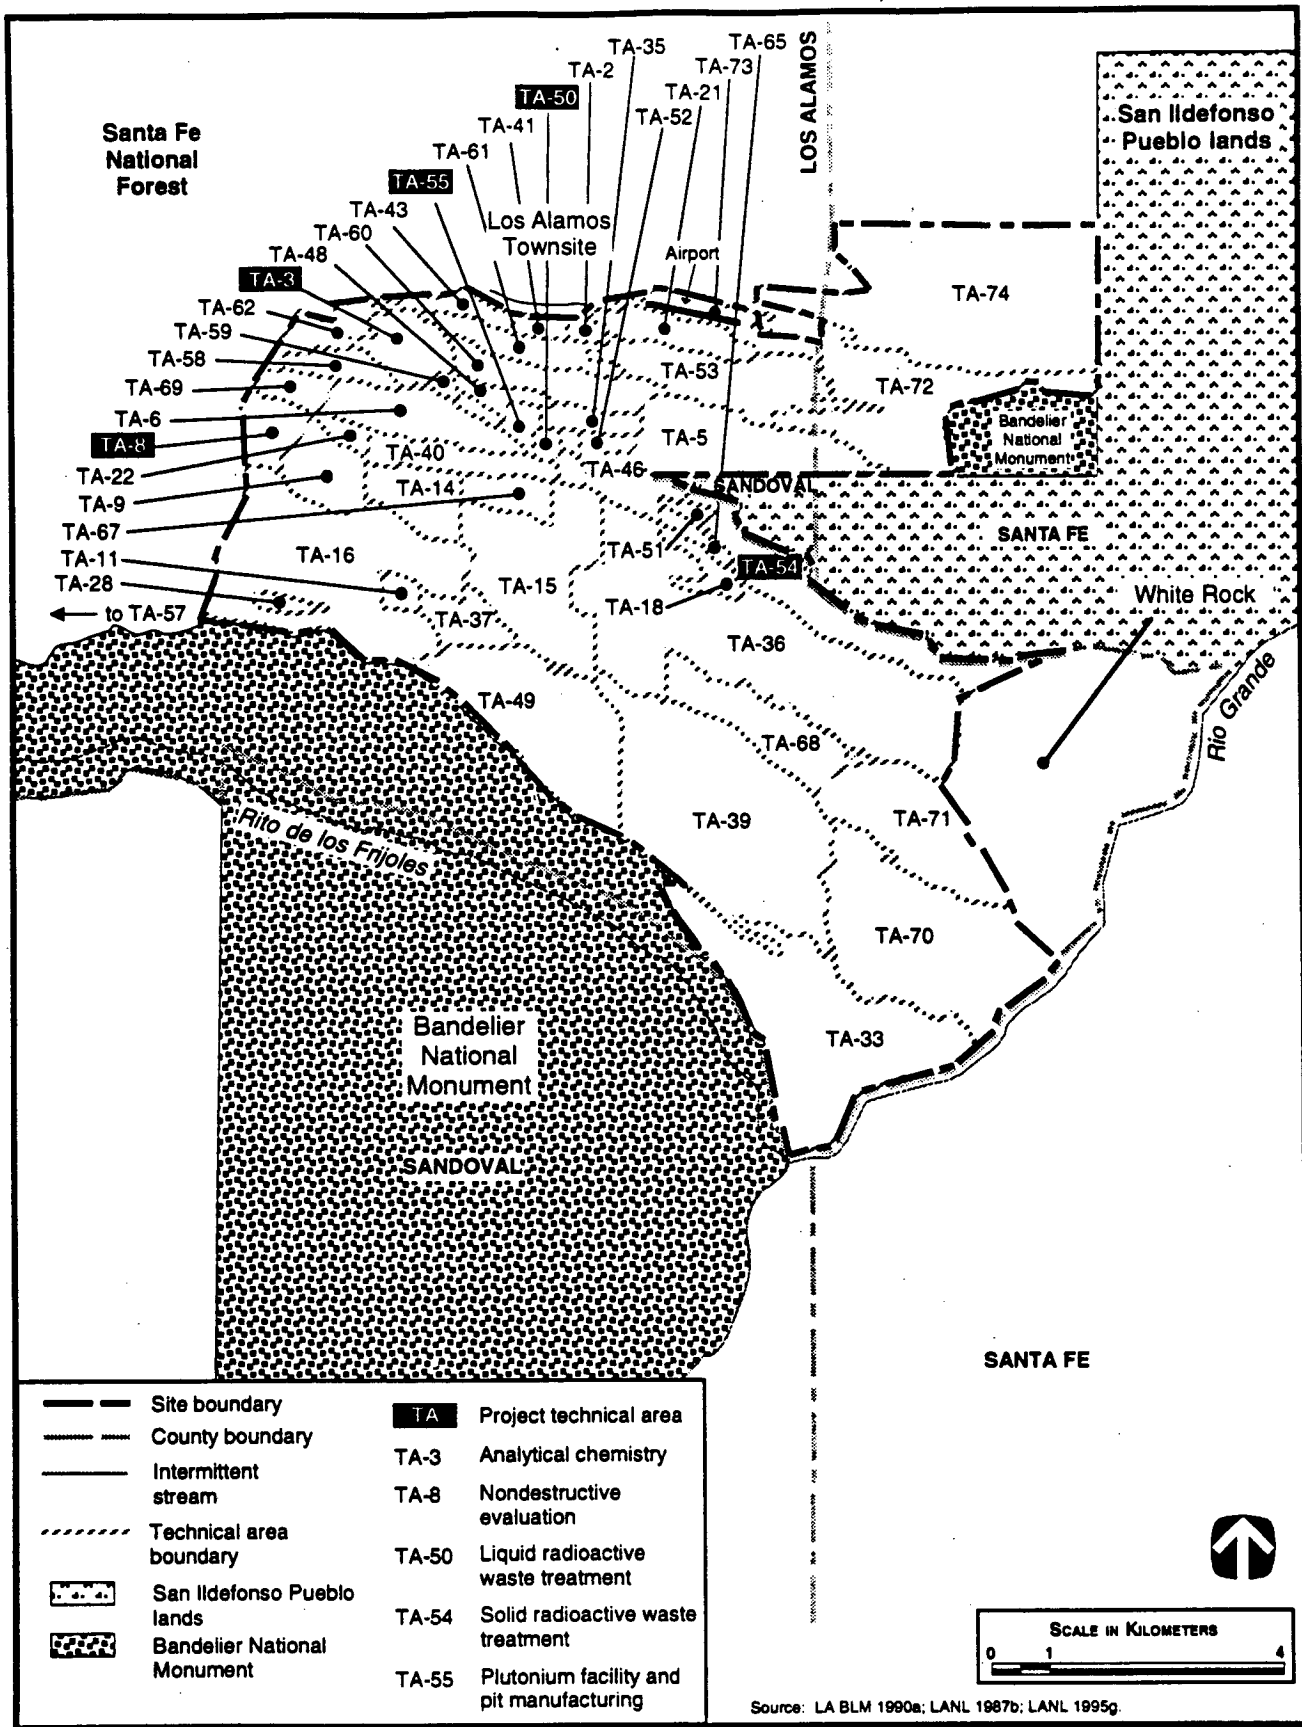 TA-35
TA-65
TA-2
TA-73
TA-50
TA-21
TA-41
TA-52
TA-61
TA-55
TA-43
TA-60
TA-48
TA-3
TA-62
TA-59
TA-58
TA-69
TA-6
TA-8
TA-22
TA-9
TA-67
TA-11
TA-28
to TA-57
Santa Fe
National
Forest
Los Alamos
Townsite
Airport
LOS ALAMOS
San Ildefonso
Pueblo lands
TA-74
TA-53
TA-72
TA-5
Bandelier
National
Monument
TA-40
TA-46
TA-14
SANDOVAL
SANTA FE
TA-51
TA-54
TA-16
TA-15
TA-18
White Rock
TA-37
TA-36
TA-49
Rio Grande
TA-68
TA-39
TA-71
Rito de los Frijoles
TA-70
TA-33
Bandelier
National
Monument
SANDOVAL
SANTA FE
Site boundary
County boundary
Intermittent
stream
Technical area
boundary
San Ildefonso Pueblo
lands
Bandelier National
Monument
TA Project technical area
TA-3 Analytical chemistry
TA-8 Nondestructive
evaluation
TA-50 Liquid radioactive
waste treatment
TA-54 Solid radioactive waste
treatment
TA-55 Plutonium facility and
pit manufacturing
SCALE IN KILOMETERS
0 1 4
Source: LA BLM 1990a; LANL 1987b; LANL 1995g.